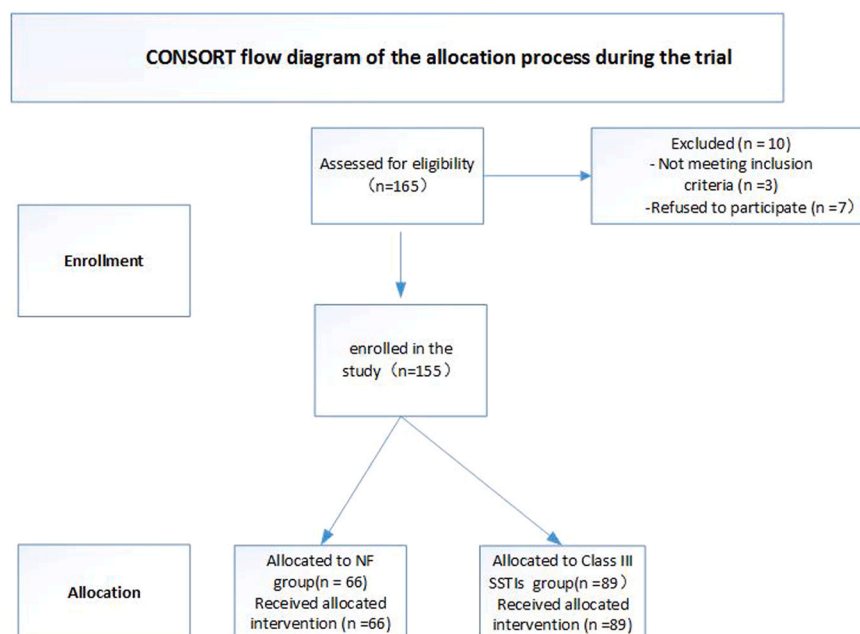 CONSORT flow diagram of the allocation process during the trial
Assessed for eligibility
（n=165）
Excluded (n = 10)
- Not meeting inclusion
criteria (n =3)
-Refused to participate (n =7）
Enrollment
enrolled in the
study（n=155）
Allocation
Allocated to NF
group(n = 66)
Received allocated
intervention (n =66)
Allocated to Class III
SSTIs group(n =89）
Received allocated
intervention (n =89)